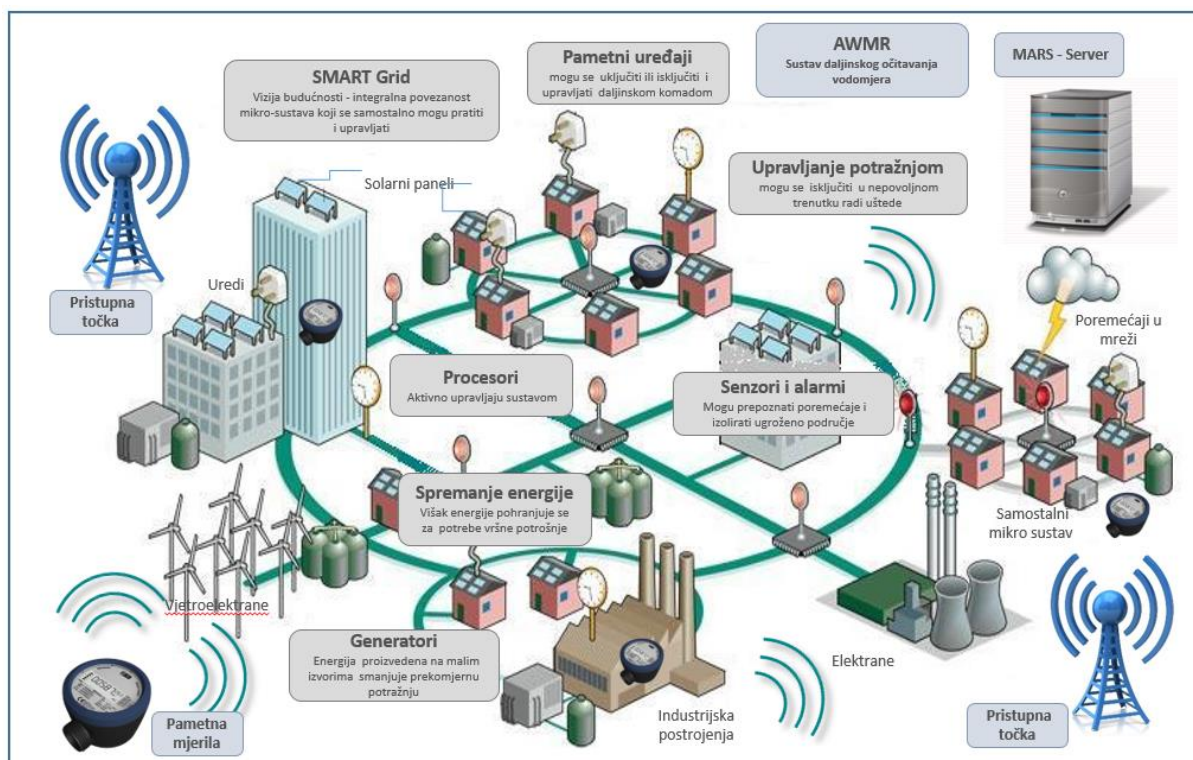 SMART Grid
Vizija budućnosti - integralna povezanost
mikro-sustava koji se samostalno mogu pratiti
i upravljati
Pametni uređaji
mogu se uključiti ili isključiti i
upravljati daljinskom komadom
AWMR
Sustav daljinskog očitavanja
vodomjera
MARS - Server
Solarni paneli
Upravljanje potražnjom
mogu se isključiti u nepovoljnom
trenutku radi uštede
Pristupna
točka
Uredi
Poremećaji u
mreži
Procesori
Aktivno upravljaju sustavom
Senzori i alarmi
Mogu prepoznati poremećaje i
izolirati ugroženo područje
Spremanje energije
Višak energije pohranjuje se
za potrebe vršne potrošnje
Samostalni
mikro sustav
Vjetroelektrane
Generatori
Energija proizvedena na malim
izvorima smanjuje prekomjernu
potražnju
Elektrane
Industrijska
postrojenja
Pametna
mjerila
Pristupna
točka